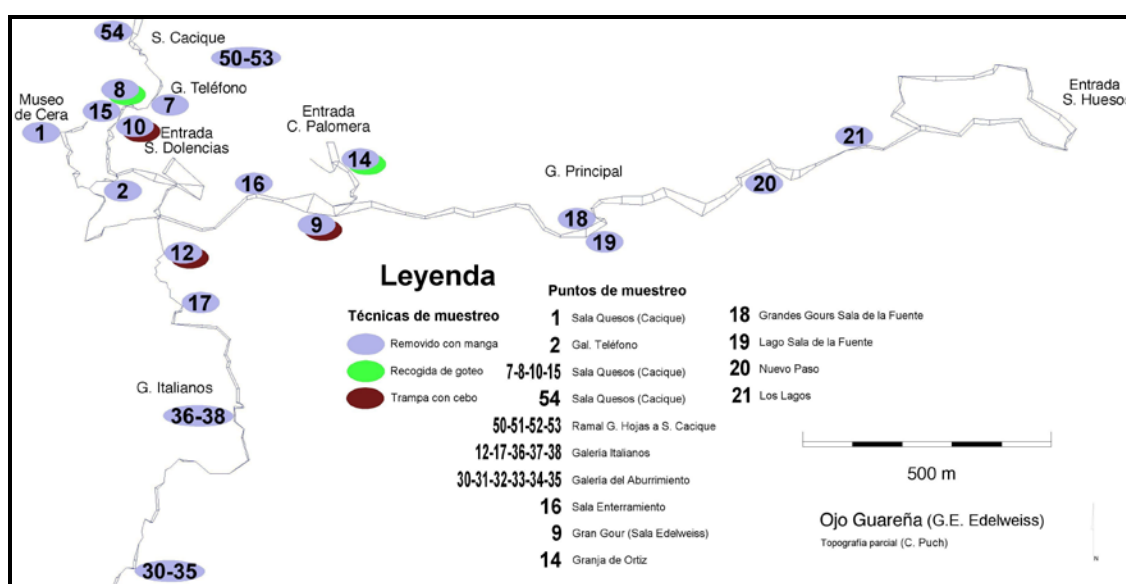 54
S. Cacique
50-53
8
G. Teléfono
7
Museo
de Cera
15
1
10
Entrada
S. Dolencias
Entrada
C. Palomera
14
Entrada
S. Huesos
21
2
16
G. Principal
20
9
18
19
12
17
G. Italianos
36-38
30-35
Leyenda
Técnicas de muestreo
Removido con manga
Recogida de goteo
Trampa con cebo
Puntos de muestreo
1 Sala Quesos (Cacique)
2 Gal. Teléfono
7-8-10-15 Sala Quesos (Cacique)
54 Sala Quesos (Cacique)
50-51-52-53 Ramal G. Hojas a S. Cacique
12-17-36-37-38 Galería Italianos
30-31-32-33-34-35 Galería del Aburrimiento
16 Sala Enterramiento
9 Gran Gour (Sala Edelweiss)
14 Granja de Ortiz
18 Grandes Gours Sala de la Fuente
19 Lago Sala de la Fuente
20 Nuevo Paso
21 Los Lagos
500 m
Ojo Guareña (G.E. Edelweiss)
Topografía parcial (C. Puch)
N